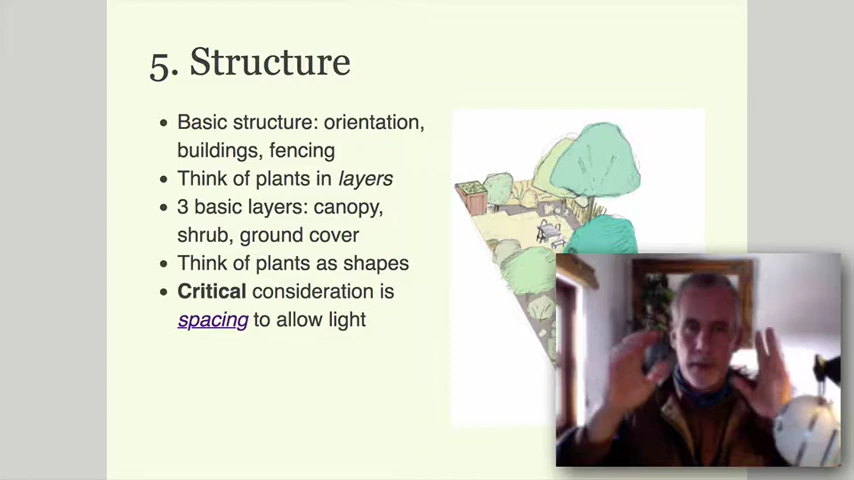 5. Structure
Basic structure: orientation,
buildings, fencing
Think of plants in layers
3 basic layers: canopy,
shrub, ground cover
Think of plants as shapes
Critical consideration is
spacing to allow light